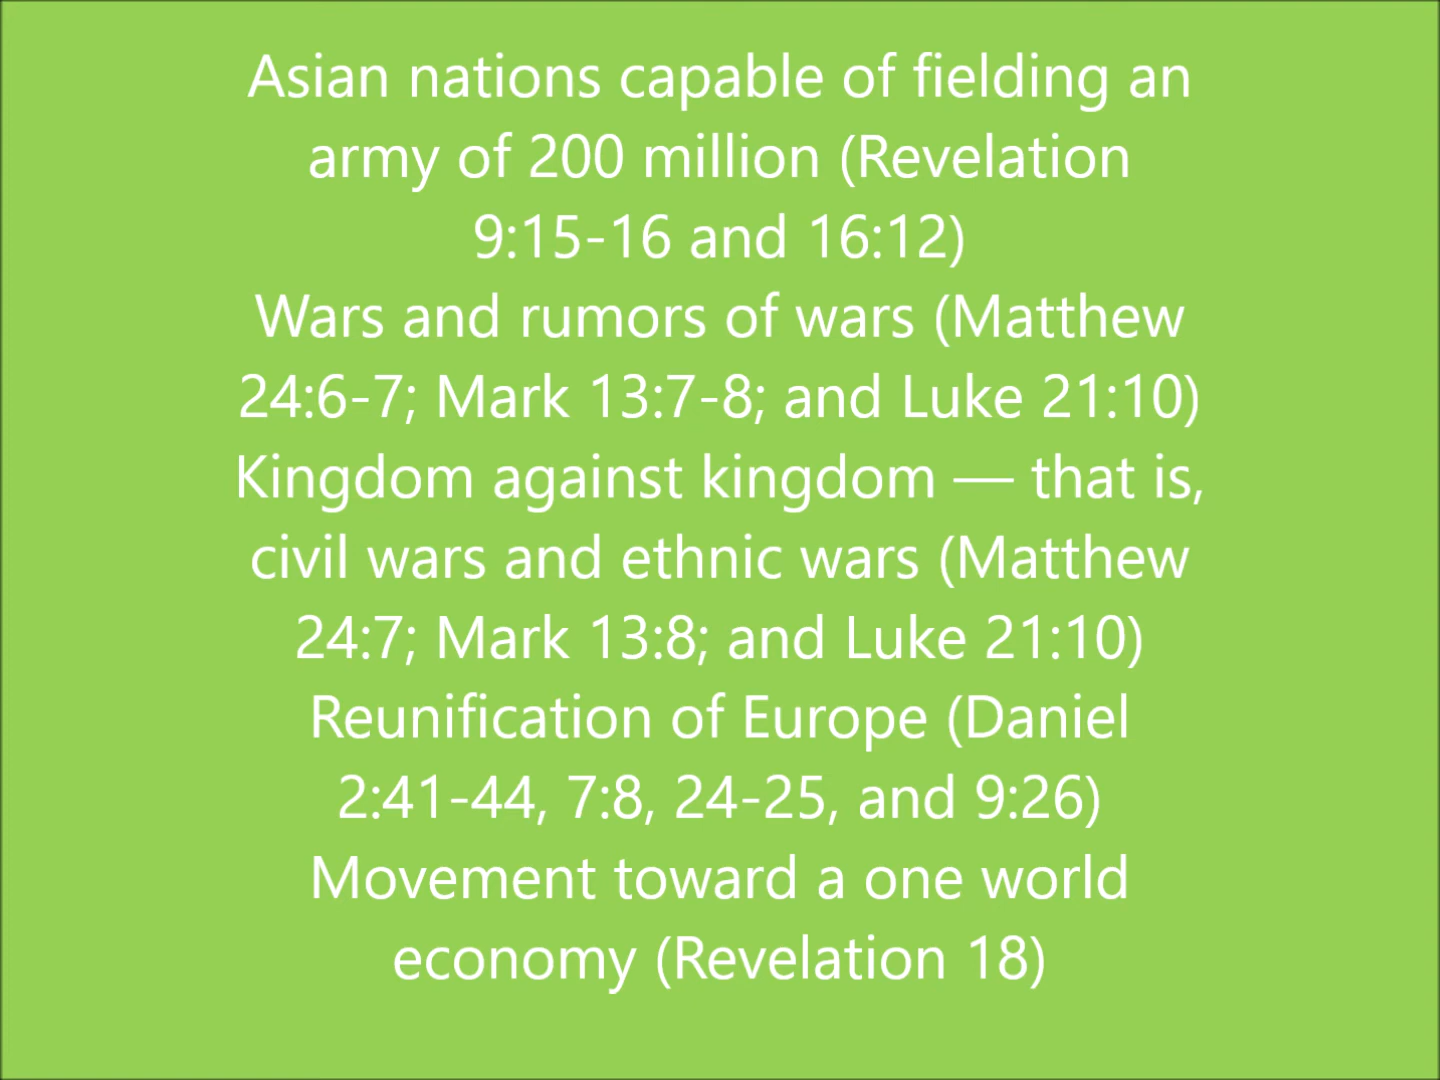 Asian nations capable of fielding an
army of 200 million (Revelation
9:15-16 and 16:12)
Wars and rumors of wars (Matthew
24:6-7; Mark 13:7-8; and Luke 21:10)
Kingdom against kingdom — that is,
civil wars and ethnic wars (Matthew
24:7; Mark 13:8; and Luke 21:10)
Reunification of Europe (Daniel
2:41-44, 7:8, 24-25, and 9:26)
Movement toward a one world
economy (Revelation 18)